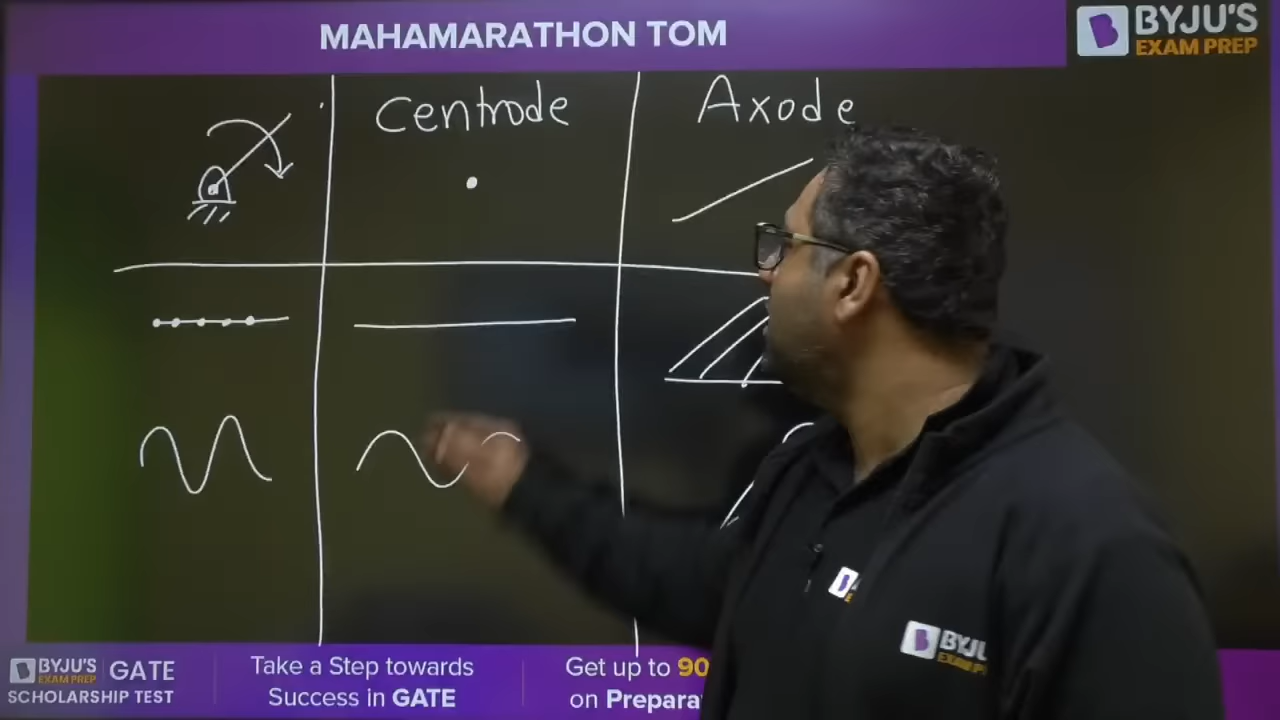 MAHAMARATHON TOM
BYJU'S
EXAM PREP
Centrode
Axode
BYJU'S
EXAM PREP
GATE
SCHOLARSHIP TEST
Take a Step towards
Success in GATE
Get up to 90
on
B
BYJU
EXAM